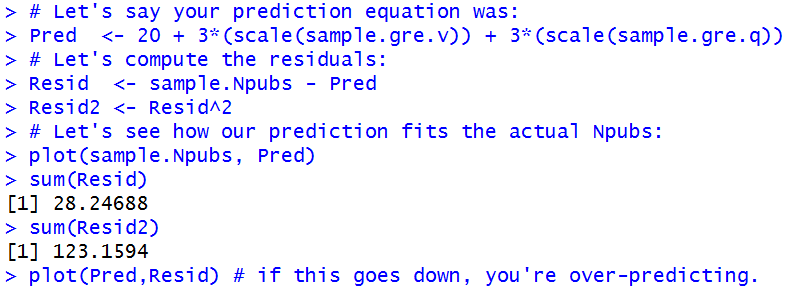 > # Let's say your prediction equation was:
> Pred  <- 20 + 3*(scale(sample.gre.v)) + 3*(scale(sample.gre.q))
> # Let's compute the residuals:
> Resid  <- sample.Npubs - Pred
> Resid2 <- Resid^2
> # Let's see how our prediction fits the actual Npubs:
> plot(sample.Npubs, Pred)
> sum(Resid)
[1] 28.24688
> sum(Resid2)
[1] 123.1594
> plot(Pred,Resid) # if this goes down, you're over-predicting.